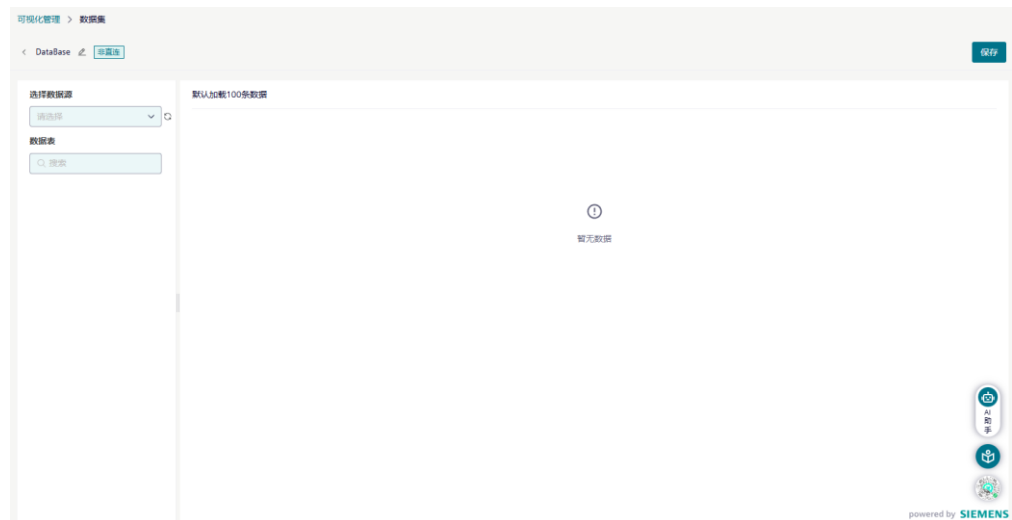 可视化管理 > 数据集
< DataBase 非直连
保存
选择数据源
请选择
数据表
搜索
默认加载100条数据
暂无数据
AI
助
手
powered by SIEMENS